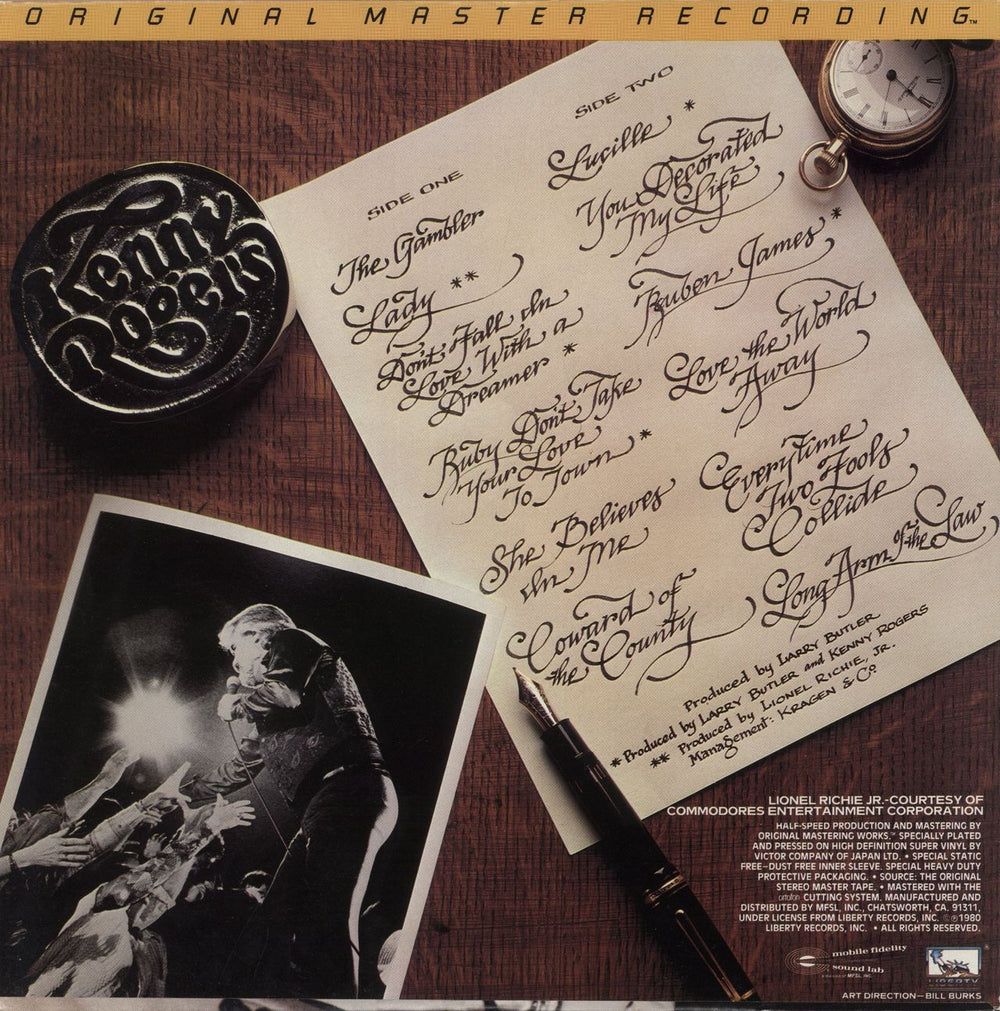 ORIGINAL MASTER RECORDING™
Kenny
Rogers
SIDE ONE
The Gambler
Lady **
Don't Fall In
Love With a
Dreamer *
Ruby Don't Take
Your Love
To Town *
She Believes
In Me
Coward of
the County
SIDE TWO
Lucille *
You Decorated
My Life
Reuben James *
Love the World
Away
Everytime
Two Fools
Collide
Long Arm of the Law
Produced by LARRY BUTLER
* Produced by LARRY BUTLER and KENNY ROGERS
** Produced by LIONEL RICHIE, JR.
Management: KRAGEN & Co
LIONEL RICHIE JR.-COURTESY OF
COMMODORES ENTERTAINMENT CORPORATION
HALF-SPEED PRODUCTION AND MASTERING BY
ORIGINAL MASTERING WORKS.™ SPECIALLY PLATED
AND PRESSED ON HIGH DEFINITION SUPER VINYL BY
VICTOR COMPANY OF JAPAN LTD. • SPECIAL STATIC
FREE-DUST FREE INNER SLEEVE. SPECIAL HEAVY DUTY
PROTECTIVE PACKAGING. • SOURCE: THE ORIGINAL
STEREO MASTER TAPE. • MASTERED WITH THE
ortofon CUTTING SYSTEM. MANUFACTURED AND
DISTRIBUTED BY MFSL, INC., CHATSWORTH, CA. 91311,
UNDER LICENSE FROM LIBERTY RECORDS, INC. ©℗1980
LIBERTY RECORDS, INC. • ALL RIGHTS RESERVED.
mobile fidelity
sound lab
LIBERTY
ART DIRECTION—BILL BURKS